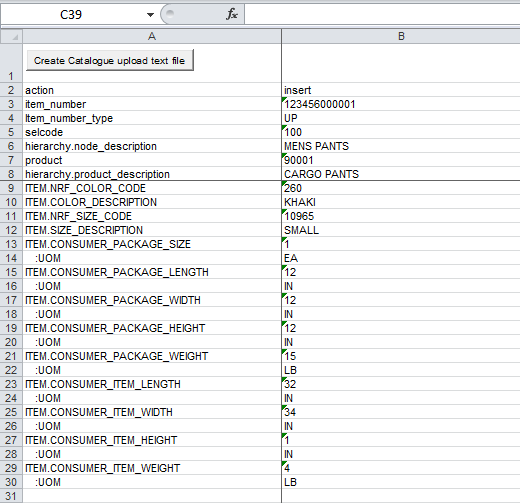 C39 fx
A B
Create Catalogue upload text file
1
2 action insert
3 item_number 123456000001
4 Item_number_type UP
5 selcode 100
6 hierarchy.node_description MENS PANTS
7 product 90001
8 hierarchy.product_description CARGO PANTS
9 ITEM.NRF_COLOR_CODE 260
10 ITEM.COLOR_DESCRIPTION KHAKI
11 ITEM.NRF_SIZE_CODE 10965
12 ITEM.SIZE_DESCRIPTION SMALL
13 ITEM.CONSUMER_PACKAGE_SIZE 1
14 :UOM EA
15 ITEM.CONSUMER_PACKAGE_LENGTH 12
16 :UOM IN
17 ITEM.CONSUMER_PACKAGE_WIDTH 12
18 :UOM IN
19 ITEM.CONSUMER_PACKAGE_HEIGHT 12
20 :UOM IN
21 ITEM.CONSUMER_PACKAGE_WEIGHT 15
22 :UOM LB
23 ITEM.CONSUMER_ITEM_LENGTH 32
24 :UOM IN
25 ITEM.CONSUMER_ITEM_WIDTH 34
26 :UOM IN
27 ITEM.CONSUMER_ITEM_HEIGHT 1
28 :UOM IN
29 ITEM.CONSUMER_ITEM_WEIGHT 4
30 :UOM LB
31